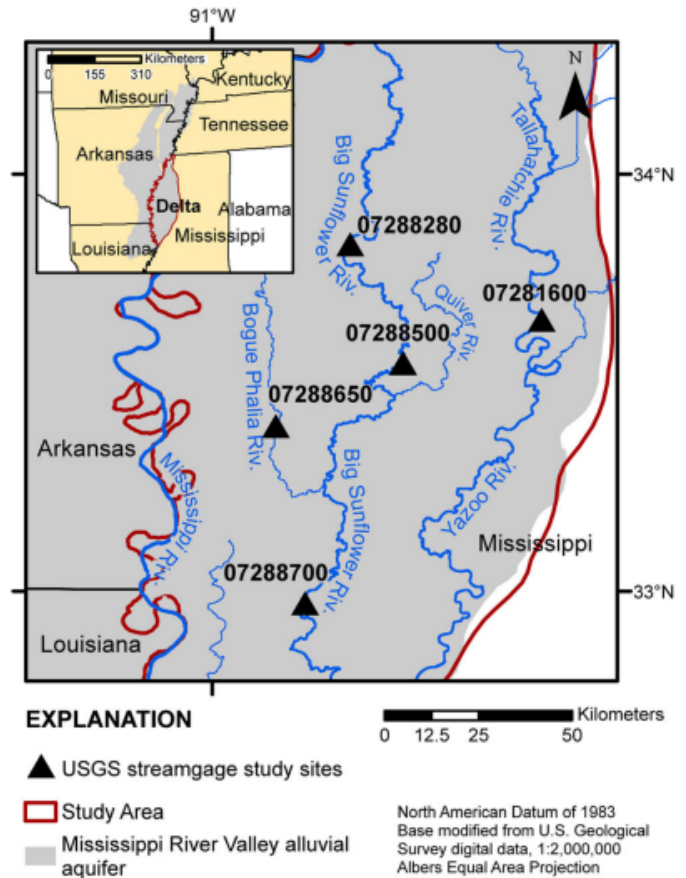 91°W
Kilometers
0 155 310
Kentucky
Missouri
Tennessee
Arkansas
Delta
Alabama
Mississippi
Louisiana
N
Tallahatchie Riv.
Big Sunflower Riv.
34°N
07288280
07281600
Quiver Riv.
07288500
Bogue Phalia Riv.
07288650
Arkansas
Mississippi Riv.
Big Sunflower Riv.
Yazoo Riv.
Mississippi
07288700
33°N
Louisiana
EXPLANATION
Kilometers
0 12.5 25 50
USGS streamgage study sites
Study Area
Mississippi River Valley alluvial
aquifer
North American Datum of 1983
Base modified from U.S. Geological
Survey digital data, 1:2,000,000
Albers Equal Area Projection